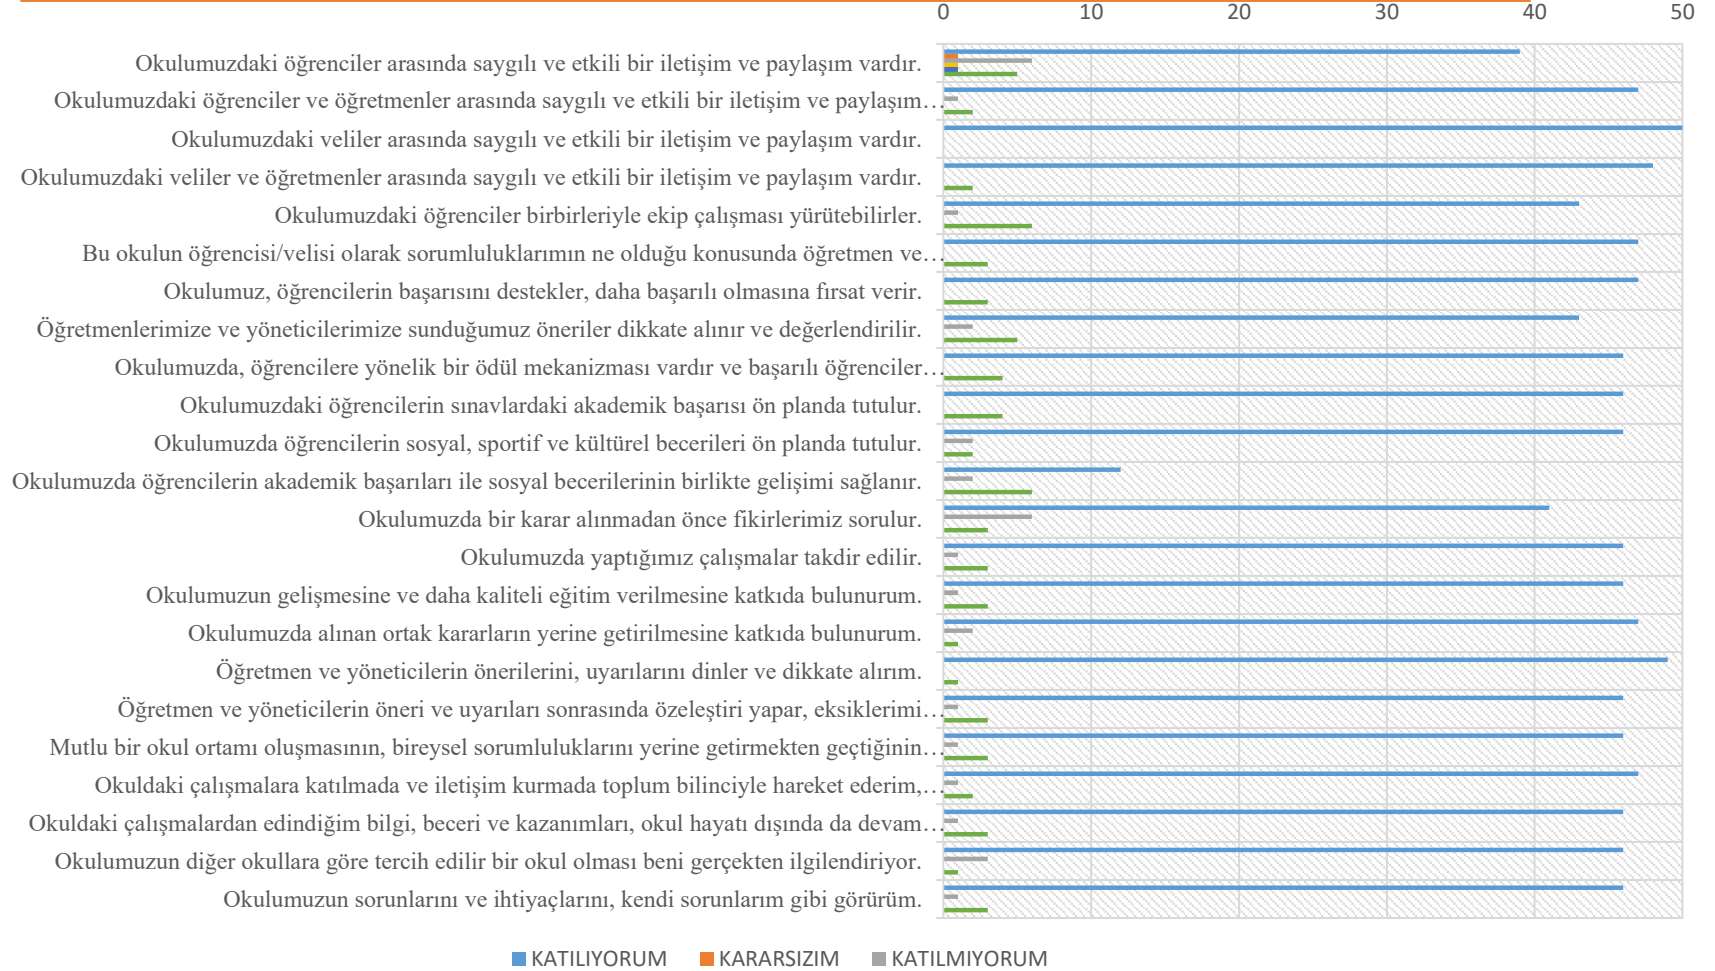 0 10 20 30 40 50
Okulumuzdaki öğrenciler arasında saygılı ve etkili bir iletişim ve paylaşım vardır.
Okulumuzdaki öğrenciler ve öğretmenler arasında saygılı ve etkili bir iletişim ve paylaşım…
Okulumuzdaki veliler arasında saygılı ve etkili bir iletişim ve paylaşım vardır.
Okulumuzdaki veliler ve öğretmenler arasında saygılı ve etkili bir iletişim ve paylaşım vardır.
Okulumuzdaki öğrenciler birbirleriyle ekip çalışması yürütebilirler.
Bu okulun öğrencisi/velisi olarak sorumluluklarımın ne olduğu konusunda öğretmen ve…
Okulumuz, öğrencilerin başarısını destekler, daha başarılı olmasına fırsat verir.
Öğretmenlerimize ve yöneticilerimize sunduğumuz öneriler dikkate alınır ve değerlendirilir.
Okulumuzda, öğrencilere yönelik bir ödül mekanizması vardır ve başarılı öğrenciler…
Okulumuzdaki öğrencilerin sınavlardaki akademik başarısı ön planda tutulur.
Okulumuzda öğrencilerin sosyal, sportif ve kültürel becerileri ön planda tutulur.
Okulumuzda öğrencilerin akademik başarıları ile sosyal becerilerinin birlikte gelişimi sağlanır.
Okulumuzda bir karar alınmadan önce fikirlerimiz sorulur.
Okulumuzda yaptığımız çalışmalar takdir edilir.
Okulumuzun gelişmesine ve daha kaliteli eğitim verilmesine katkıda bulunurum.
Okulumuzda alınan ortak kararların yerine getirilmesine katkıda bulunurum.
Öğretmen ve yöneticilerin önerilerini, uyarılarını dinler ve dikkate alırım.
Öğretmen ve yöneticilerin öneri ve uyarıları sonrasında özeleştiri yapar, eksiklerimi…
Mutlu bir okul ortamı oluşmasının, bireysel sorumluluklarını yerine getirmekten geçtiğinin…
Okuldaki çalışmalara katılmada ve iletişim kurmada toplum bilinciyle hareket ederim,…
Okuldaki çalışmalardan edindiğim bilgi, beceri ve kazanımları, okul hayatı dışında da devam…
Okulumuzun diğer okullara göre tercih edilir bir okul olması beni gerçekten ilgilendiriyor.
Okulumuzun sorunlarını ve ihtiyaçlarını, kendi sorunlarım gibi görürüm.
KATILIYORUM KARARSIZIM KATILMIYORUM